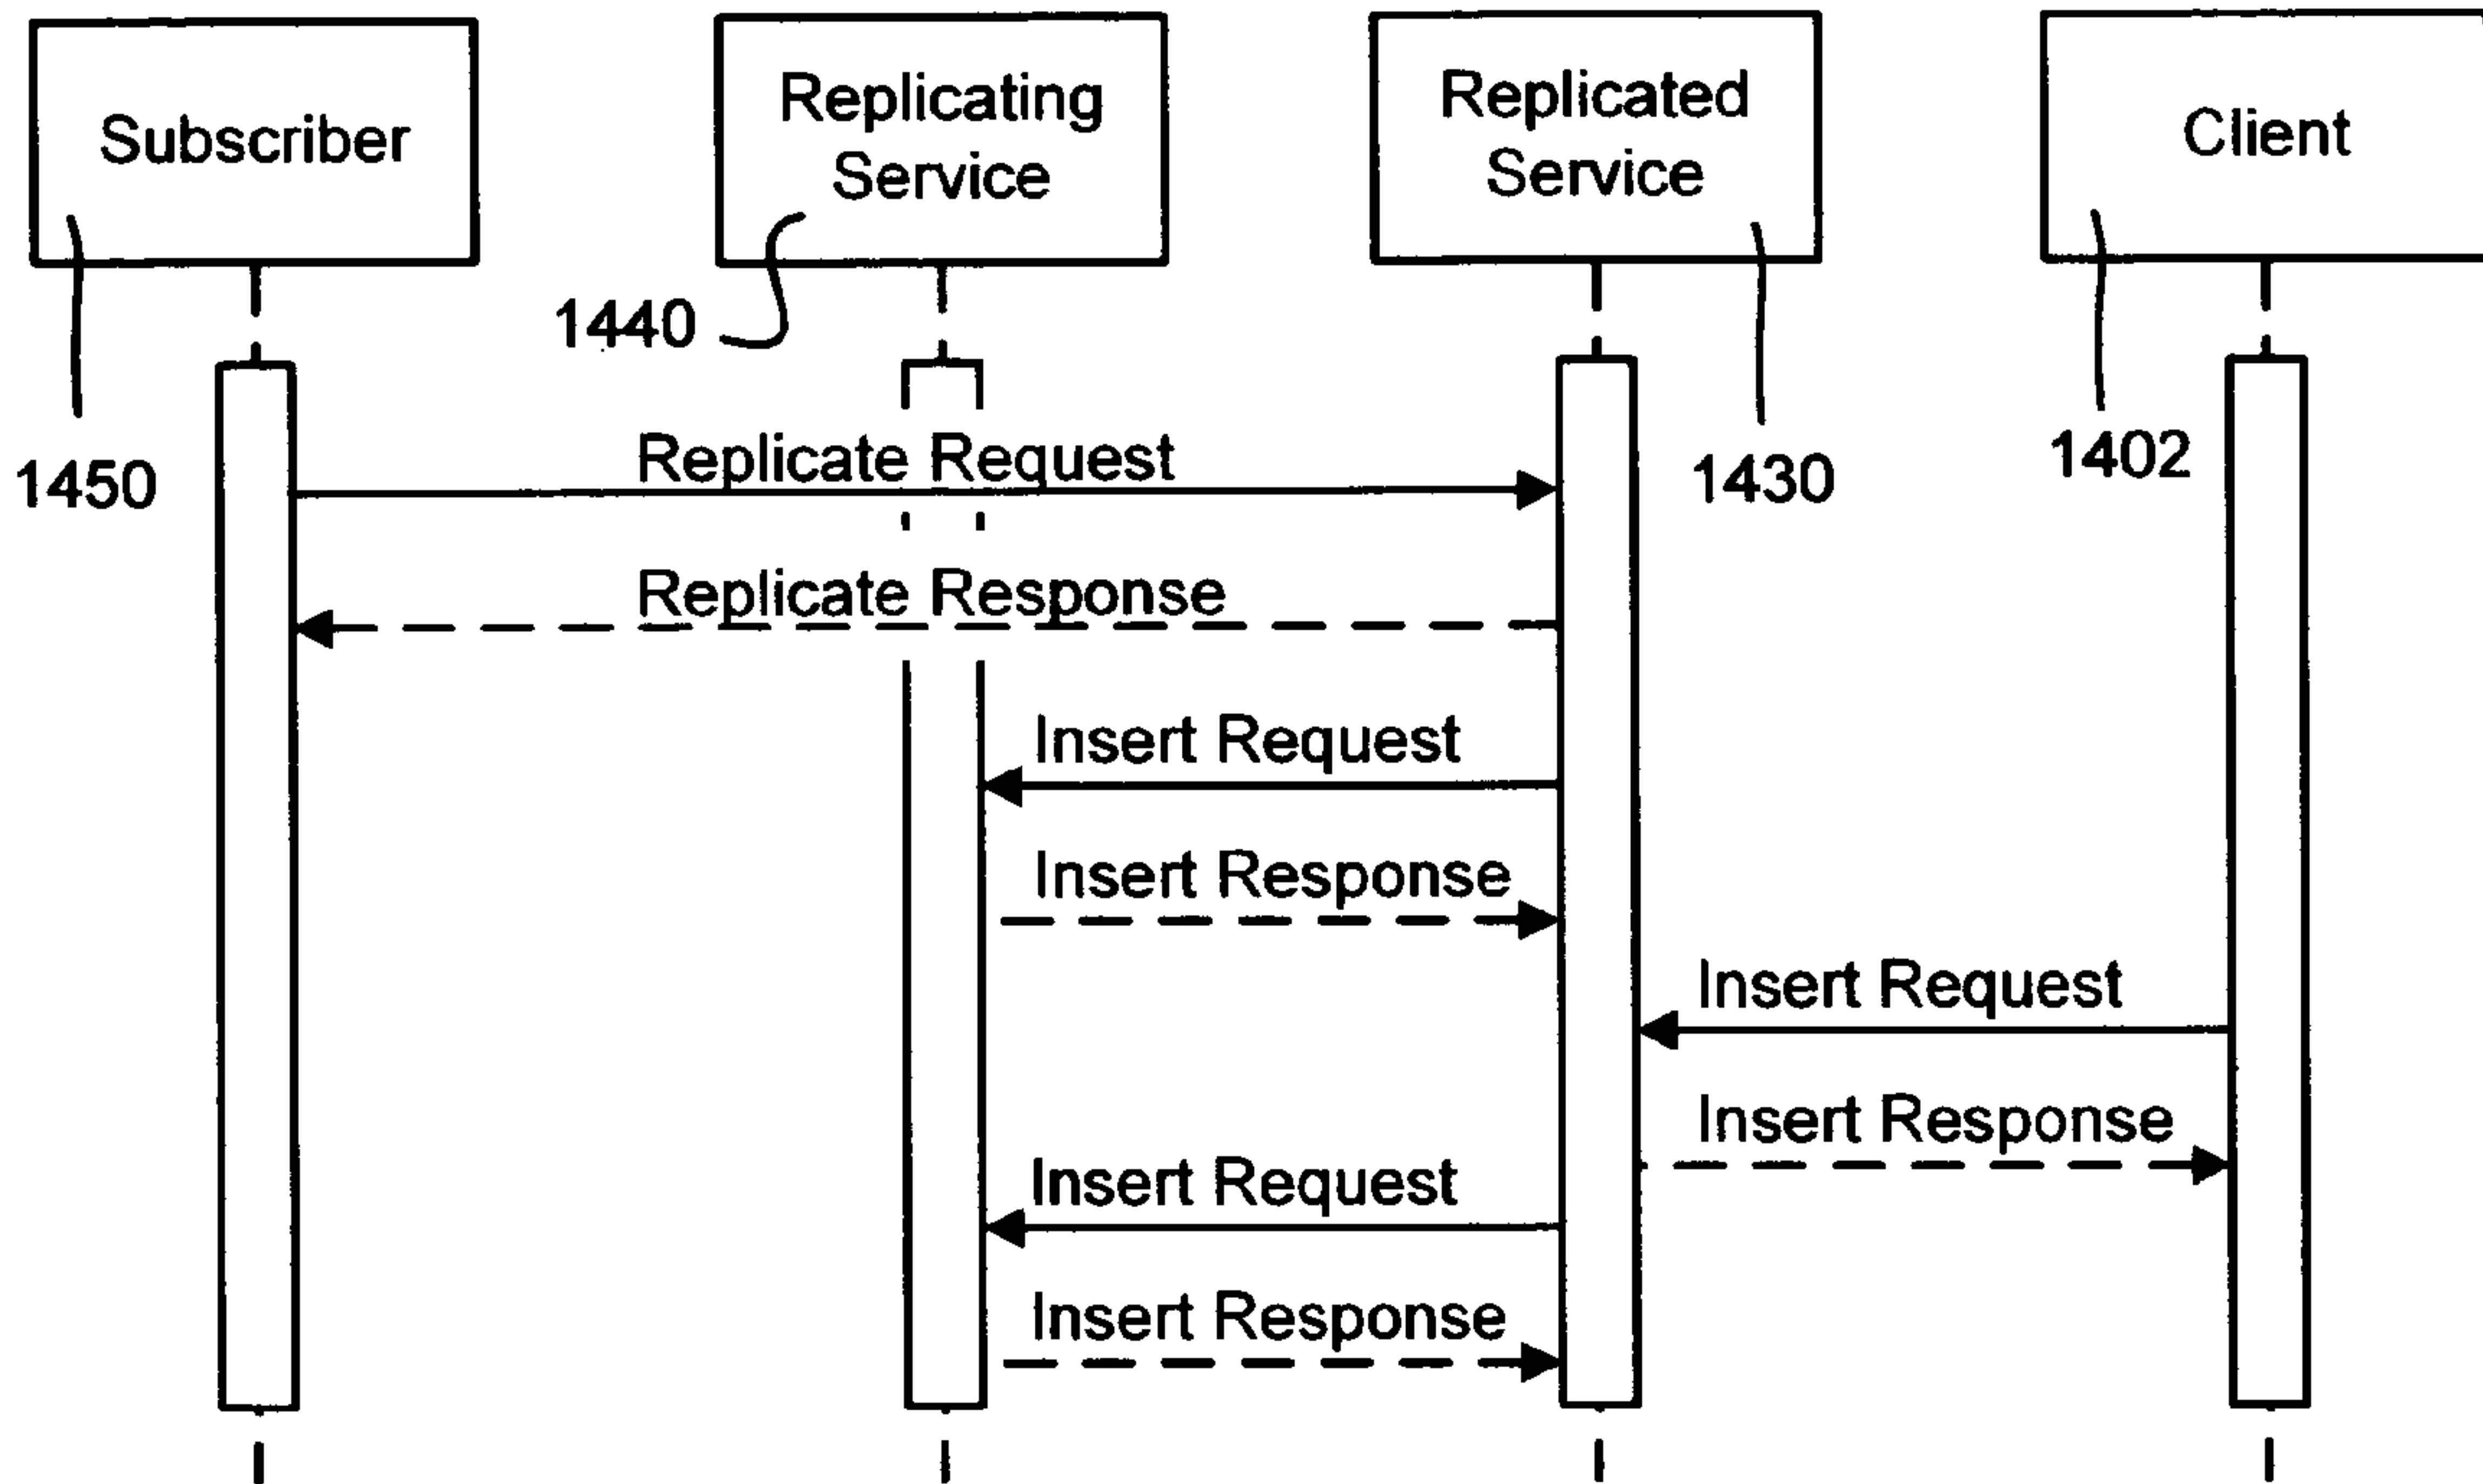 Subscriber
Replicating
Service
Replicated
Service
Client
1440
1450
Replicate Request
1430
1402
Replicate Response
Insert Request
Insert Response
Insert Request
Insert Response
Insert Request
Insert Response